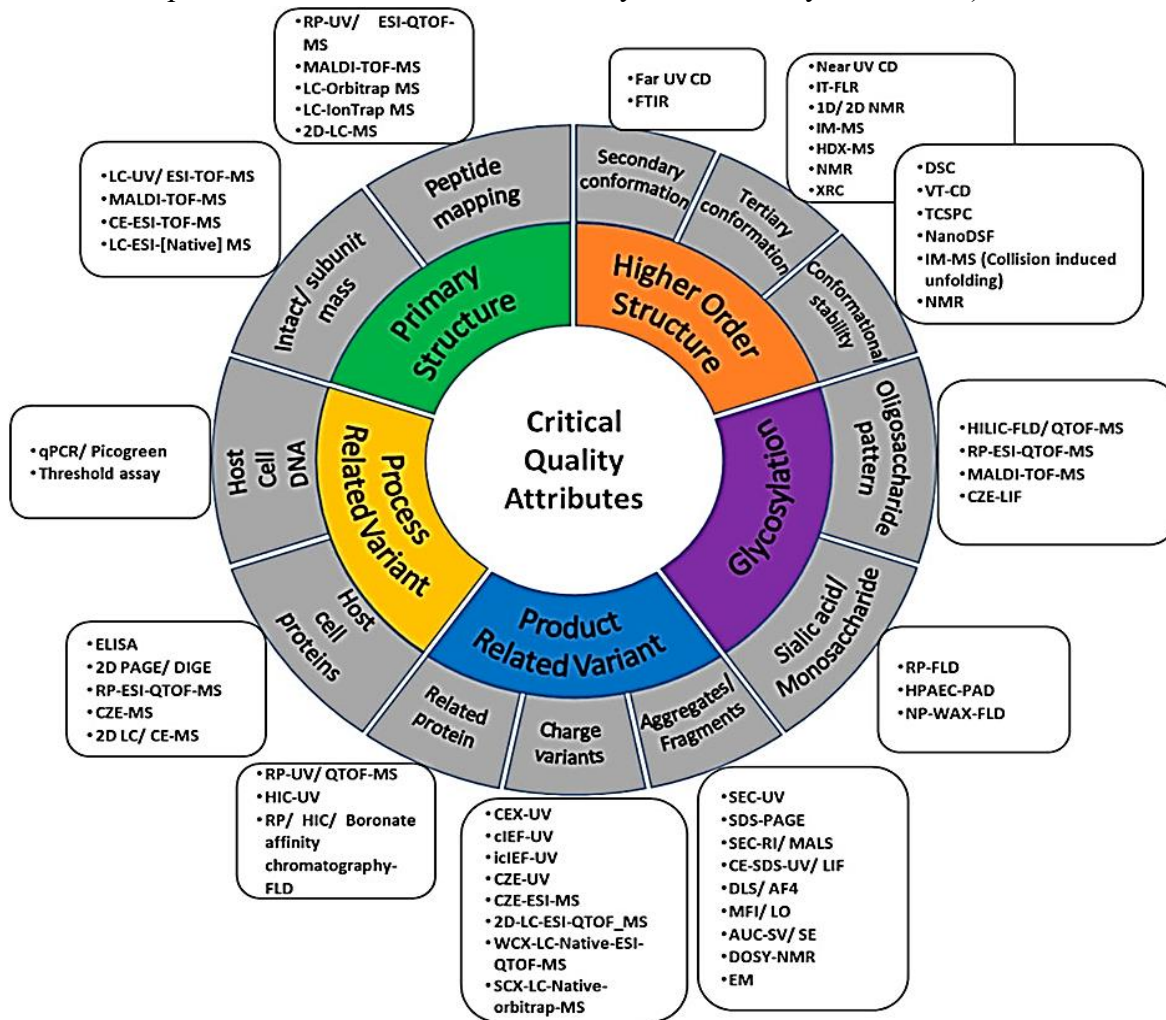 •RP-UV/ ESI-QTOF-
MS
•MALDI-TOF-MS
•LC-Orbitrap MS
•LC-IonTrap MS
•2D-LC-MS
•Far UV CD
•FTIR
•Near UV CD
•IT-FLR
•1D/ 2D NMR
•IM-MS
•HDX-MS
•NMR
•XRC
•DSC
•VT-CD
•TCSPC
•NanoDSF
•IM-MS (Collision induced
unfolding)
•NMR
•LC-UV/ ESI-TOF-MS
•MALDI-TOF-MS
•CE-ESI-TOF-MS
•LC-ESI-[Native] MS
Peptide
mapping
Secondary
conformation
Tertiary
conformation
Conformational
stability
Intact/ subunit
mass
Primary
Structure
Higher Order
Structure
Critical
Quality
Attributes
Oligosaccharide
pattern
•HILIC-FLD/ QTOF-MS
•RP-ESI-QTOF-MS
•MALDI-TOF-MS
•CZE-LIF
•qPCR/ Picogreen
•Threshold assay
Host
Cell
DNA
Process
Related Variant
Glycosylation
Host
cell
proteins
Product
Related Variant
Sialic acid/
Monosaccharide
•ELISA
•2D PAGE/ DIGE
•RP-ESI-QTOF-MS
•CZE-MS
•2D LC/ CE-MS
•RP-FLD
•HPAEC-PAD
•NP-WAX-FLD
Related
protein
Charge
variants
Aggregates/
Fragments
•RP-UV/ QTOF-MS
•HIC-UV
•RP/ HIC/ Boronate
affinity
chromatography-
FLD
•CEX-UV
•cIEF-UV
•icIEF-UV
•CZE-UV
•CZE-ESI-MS
•2D-LC-ESI-QTOF_MS
•WCX-LC-Native-ESI-
QTOF-MS
•SCX-LC-Native-
orbitrap-MS
•SEC-UV
•SDS-PAGE
•SEC-RI/ MALS
•CE-SDS-UV/ LIF
•DLS/ AF4
•MFI/ LO
•AUC-SV/ SE
•DOSY-NMR
•EM